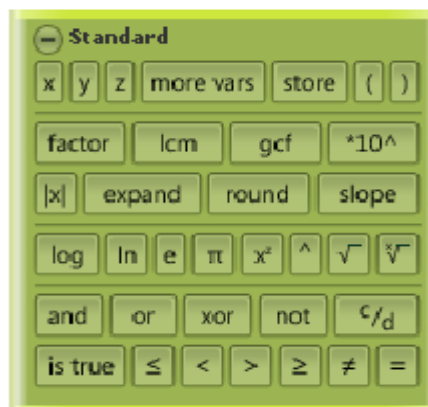 Standard
x y z more vars store ( )
factor lcm gcf *10^
|x| expand round slope
log ln e π x² ^ √ ˣ√
and or xor not c/d
is true ≤ < > ≥ ≠ =